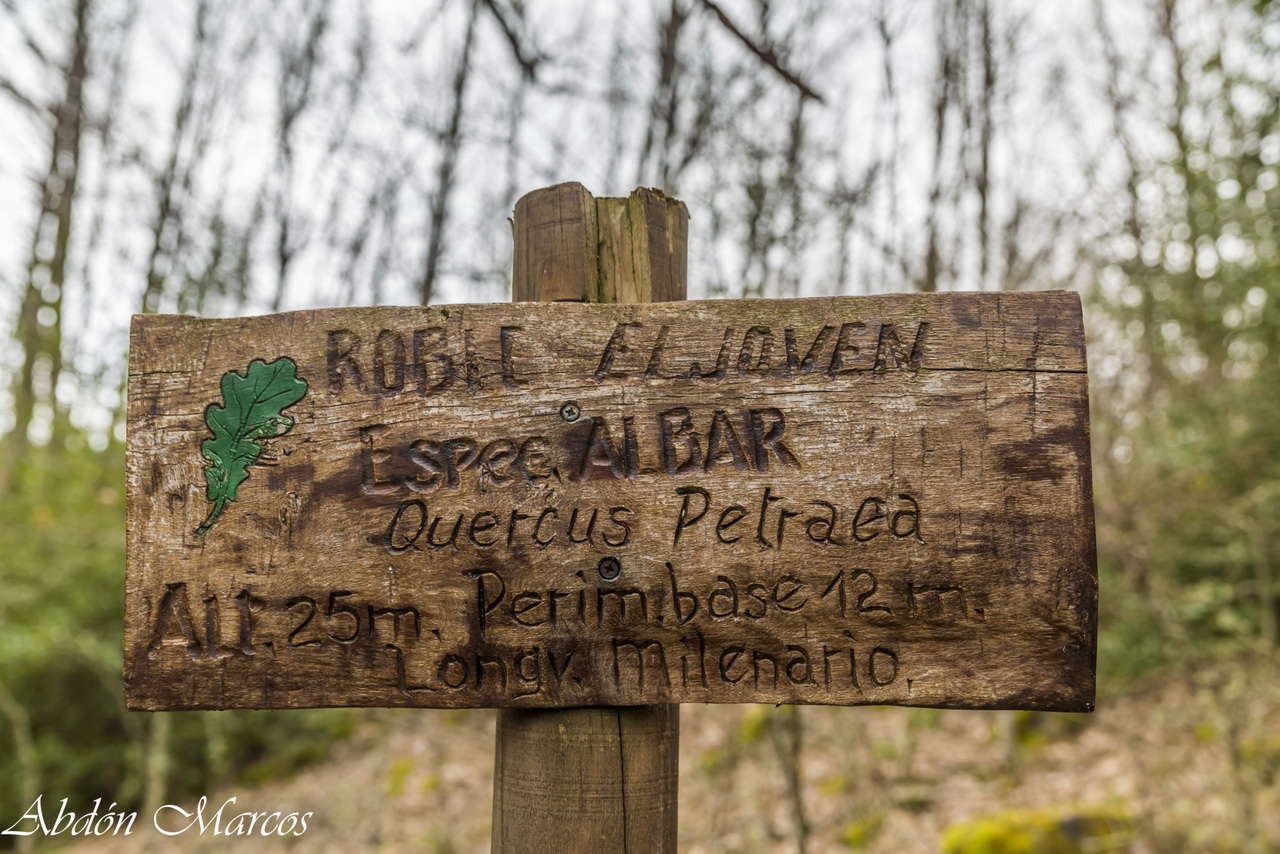 ROBLE EL JOVEN
Espec. ALBAR
Quercus Petraea
Alt. 25m. Perim. base 12 m.
Longv. Milenario.
Abdón Marcos